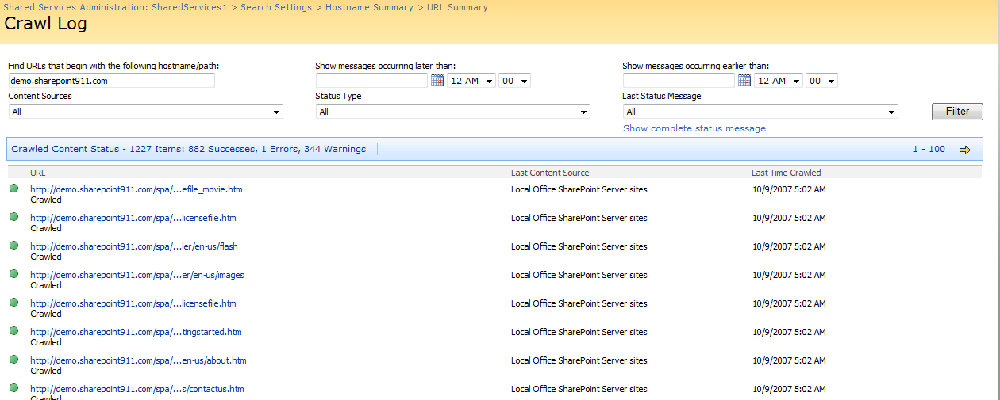 Shared Services Administration: SharedServices1 > Search Settings > Hostname Summary > URL Summary
Crawl Log
Find URLs that begin with the following hostname/path: Show messages occurring later than: Show messages occurring earlier than:
demo.sharepoint911.com 12 AM 00 12 AM 00
Content Sources Status Type Last Status Message
All All All Filter
Show complete status message
Crawled Content Status - 1227 Items: 882 Successes, 1 Errors, 344 Warnings 1 - 100
URL Last Content Source Last Time Crawled
http://demo.sharepoint911.com/spa/...efile_movie.htm Local Office SharePoint Server sites 10/9/2007 5:02 AM
Crawled
http://demo.sharepoint911.com/spa/...licensefile.htm Local Office SharePoint Server sites 10/9/2007 5:02 AM
Crawled
http://demo.sharepoint911.com/spa/...ler/en-us/flash Local Office SharePoint Server sites 10/9/2007 5:02 AM
Crawled
http://demo.sharepoint911.com/spa/...er/en-us/images Local Office SharePoint Server sites 10/9/2007 5:02 AM
Crawled
http://demo.sharepoint911.com/spa/...licensefile.htm Local Office SharePoint Server sites 10/9/2007 5:02 AM
Crawled
http://demo.sharepoint911.com/spa/...tingstarted.htm Local Office SharePoint Server sites 10/9/2007 5:02 AM
Crawled
http://demo.sharepoint911.com/spa/...en-us/about.htm Local Office SharePoint Server sites 10/9/2007 5:02 AM
Crawled
http://demo.sharepoint911.com/spa/...s/contactus.htm Local Office SharePoint Server sites 10/9/2007 5:02 AM
Crawled